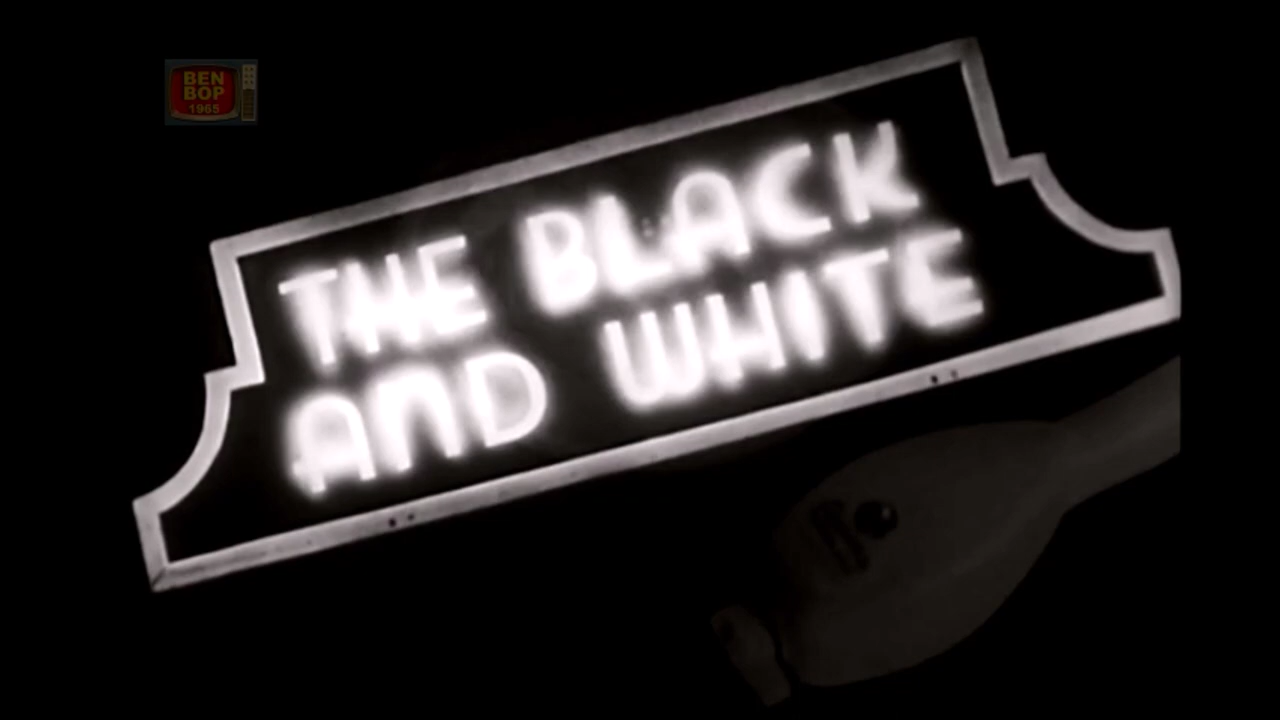 BEN
BOP
1965
THE BLACK
AND WHITE